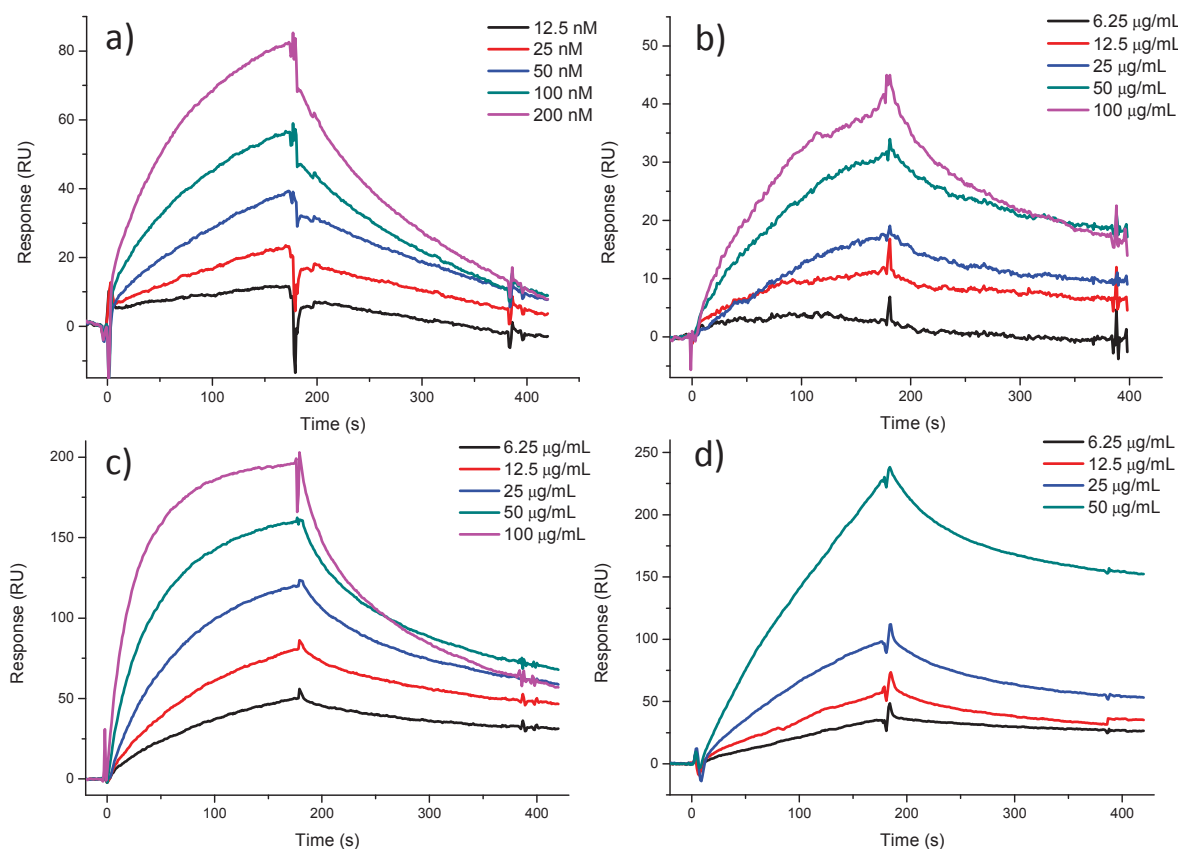 a)
12.5 nM
25 nM
50 nM
100 nM
200 nM
80
60
40
20
0
Response (RU)
0
100
200
300
400
Time (s)
b)
6.25 μg/mL
12.5 μg/mL
25 μg/mL
50 μg/mL
100 μg/mL
50
40
30
20
10
0
Response (RU)
0
100
200
300
400
Time (s)
c)
6.25 μg/mL
12.5 μg/mL
25 μg/mL
50 μg/mL
100 μg/mL
200
150
100
50
0
Response (RU)
0
100
200
300
400
Time (s)
d)
6.25 μg/mL
12.5 μg/mL
25 μg/mL
50 μg/mL
250
200
150
100
50
0
Response (RU)
0
100
200
300
400
Time (s)